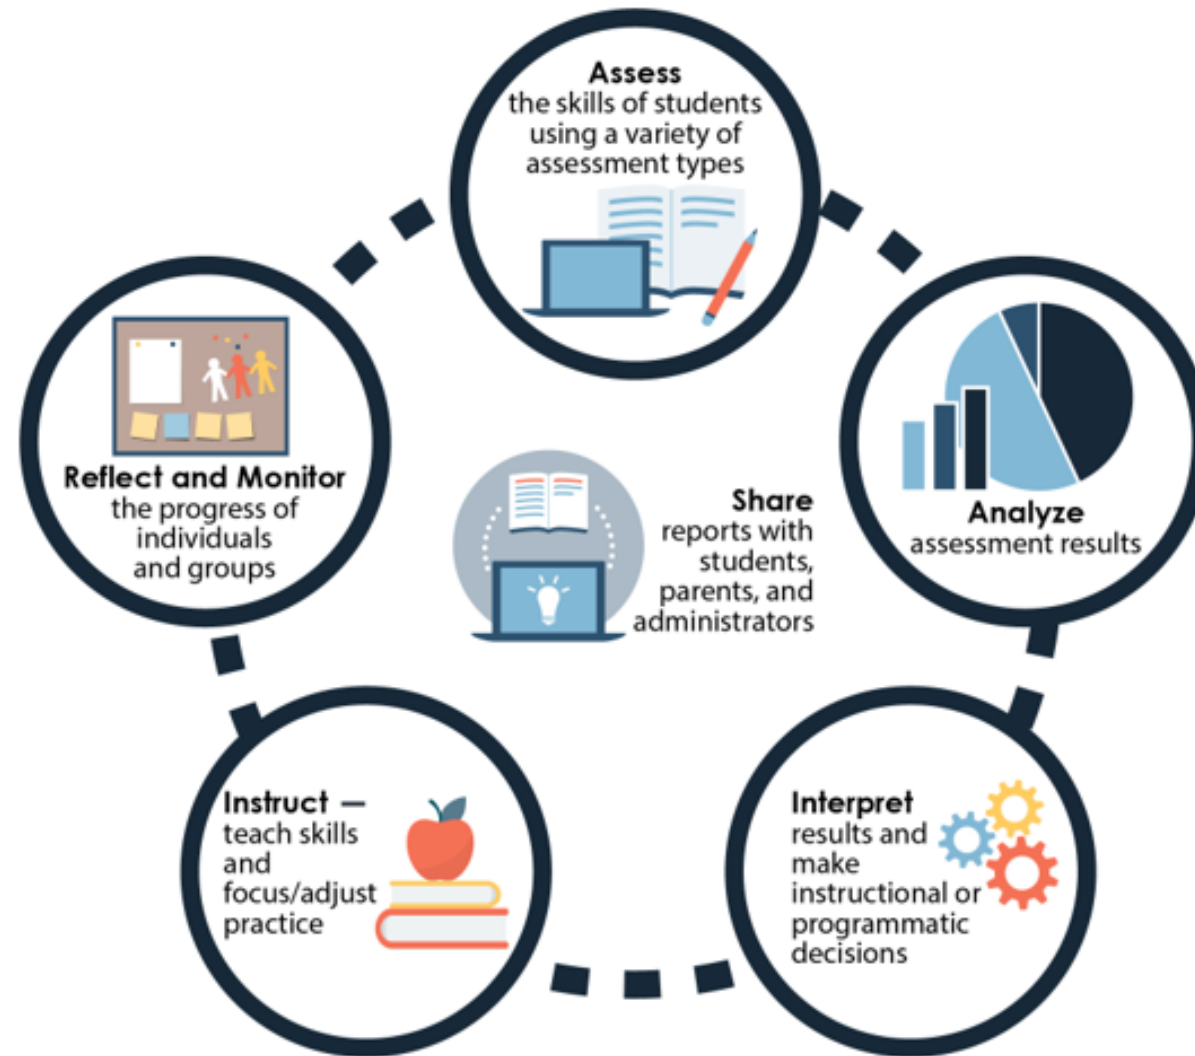 Assess
the skills of students
using a variety of
assessment types
Analyze
assessment results
Interpret
results and
make
instructional or
programmatic
decisions
Instruct —
teach skills
and
focus/adjust
practice
Reflect and Monitor
the progress of
individuals
and groups
Share
reports with
students,
parents, and
administrators